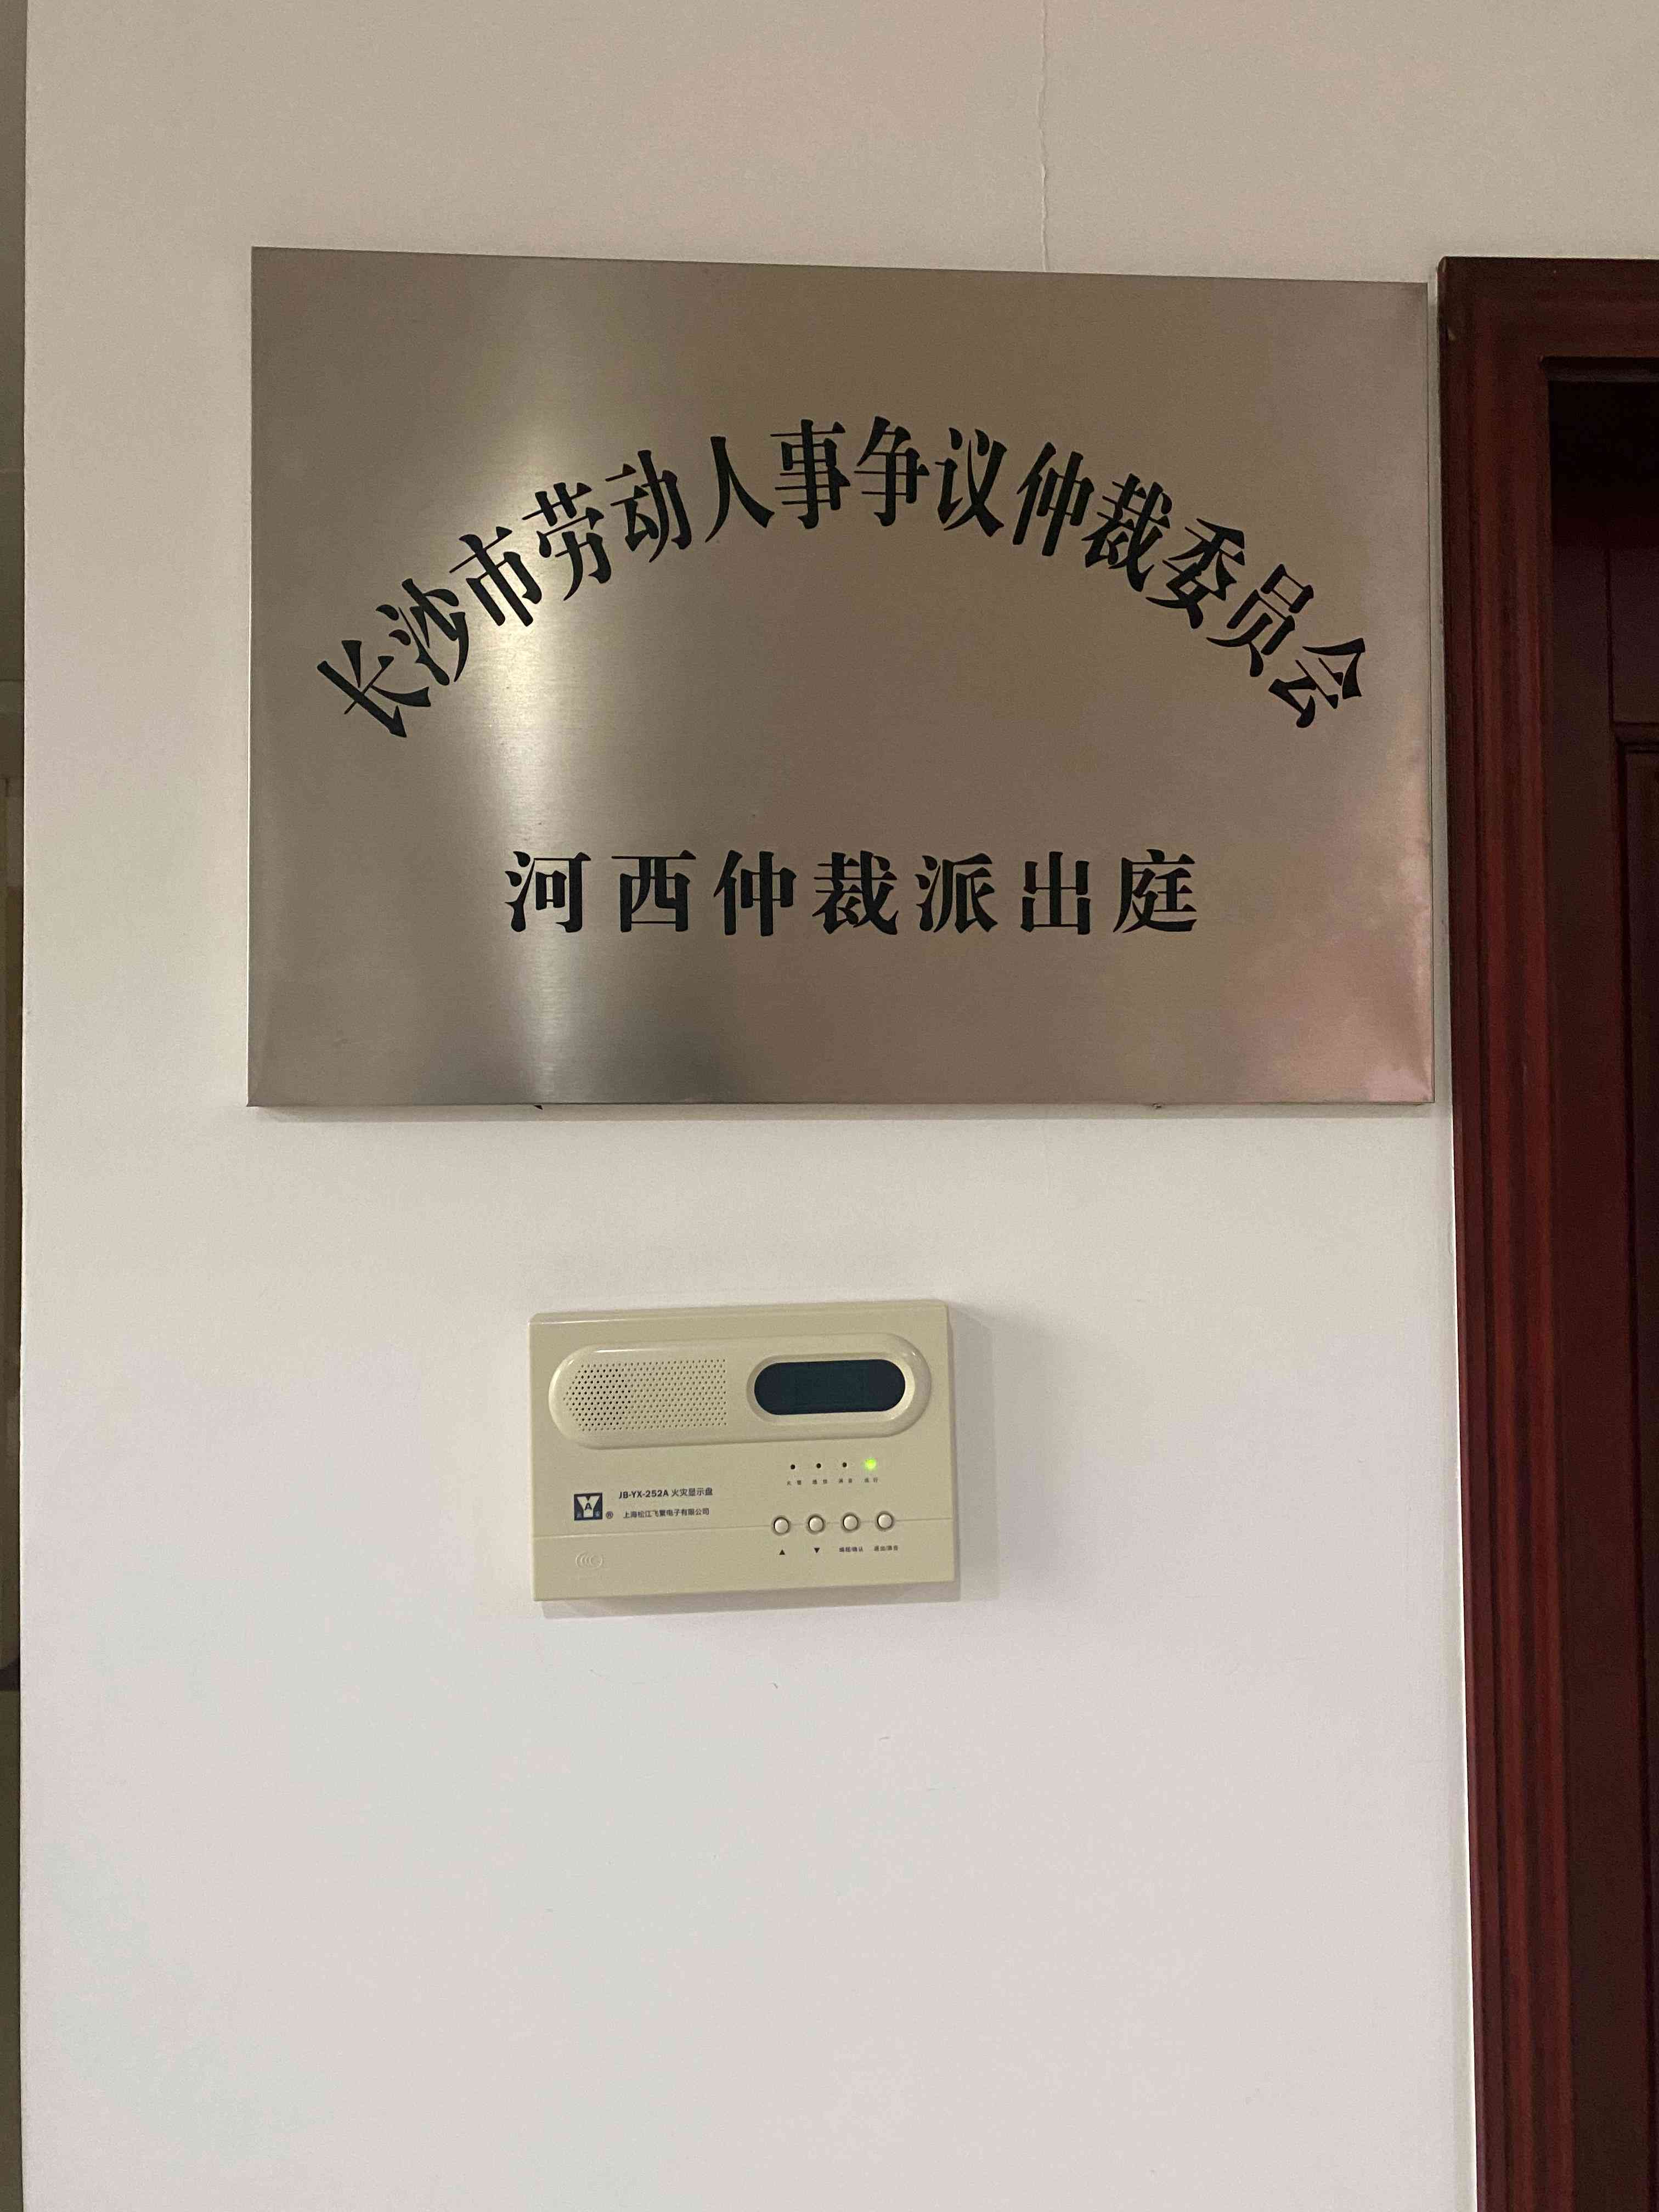 长沙市劳动人事争议仲裁委员会
河西仲裁派出庭
JB-YX-252A 火灾显示盘
上海松江飞繁电子有限公司